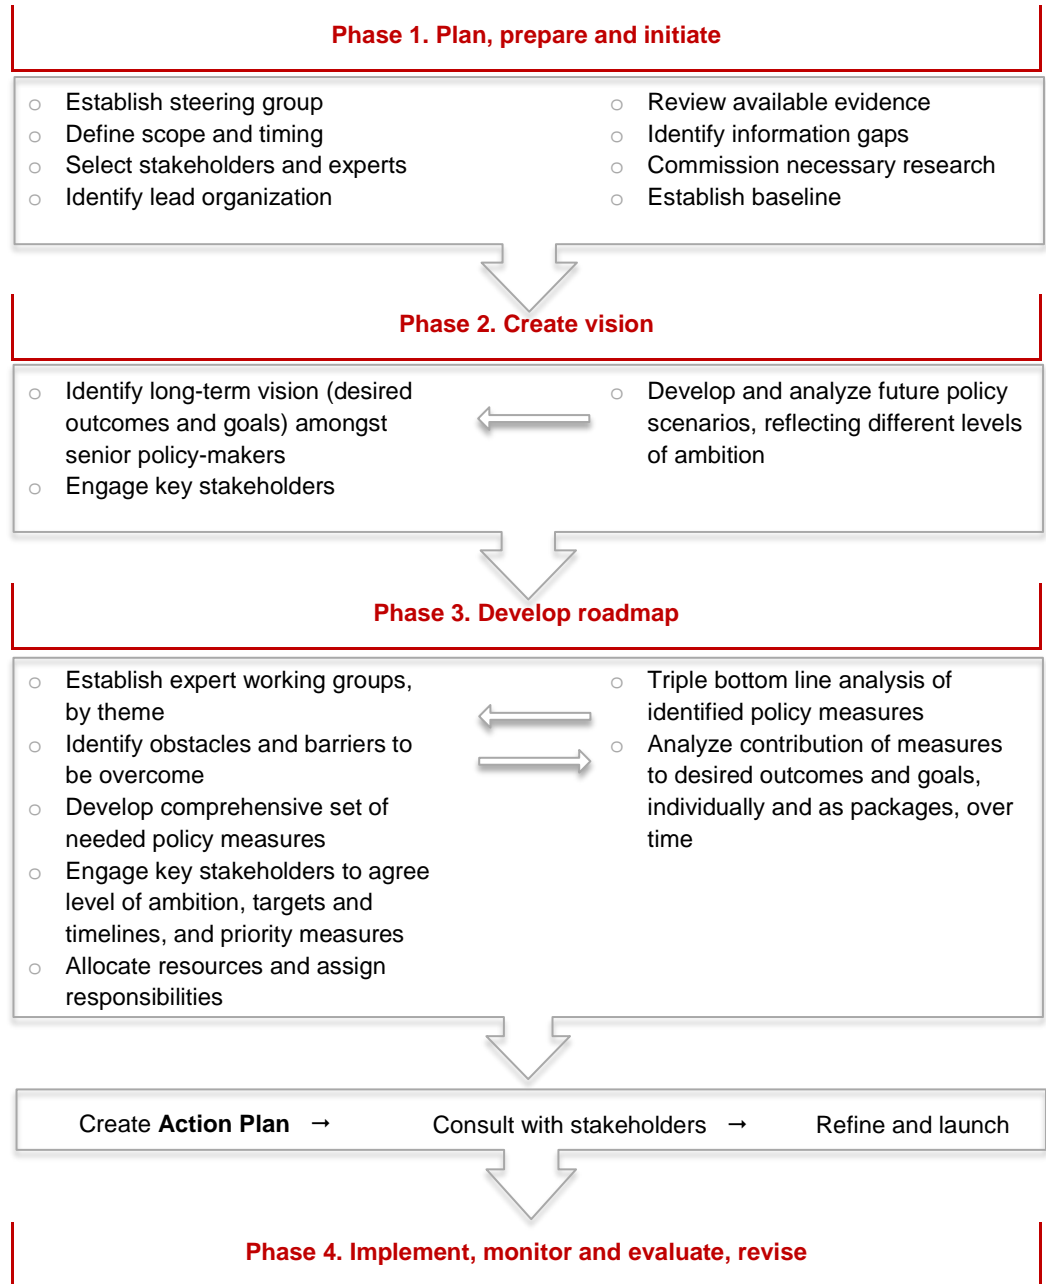 Phase 1. Plan, prepare and initiate
○ Establish steering group
○ Define scope and timing
○ Select stakeholders and experts
○ Identify lead organization
○ Review available evidence
○ Identify information gaps
○ Commission necessary research
○ Establish baseline
Phase 2. Create vision
○ Identify long-term vision (desired
outcomes and goals) amongst
senior policy-makers
○ Engage key stakeholders
○ Develop and analyze future policy
scenarios, reflecting different levels
of ambition
Phase 3. Develop roadmap
○ Establish expert working groups,
by theme
○ Identify obstacles and barriers to
be overcome
○ Develop comprehensive set of
needed policy measures
○ Engage key stakeholders to agree
level of ambition, targets and
timelines, and priority measures
○ Allocate resources and assign
responsibilities
○ Triple bottom line analysis of
identified policy measures
○ Analyze contribution of measures
to desired outcomes and goals,
individually and as packages, over
time
Create Action Plan → Consult with stakeholders → Refine and launch
Phase 4. Implement, monitor and evaluate, revise